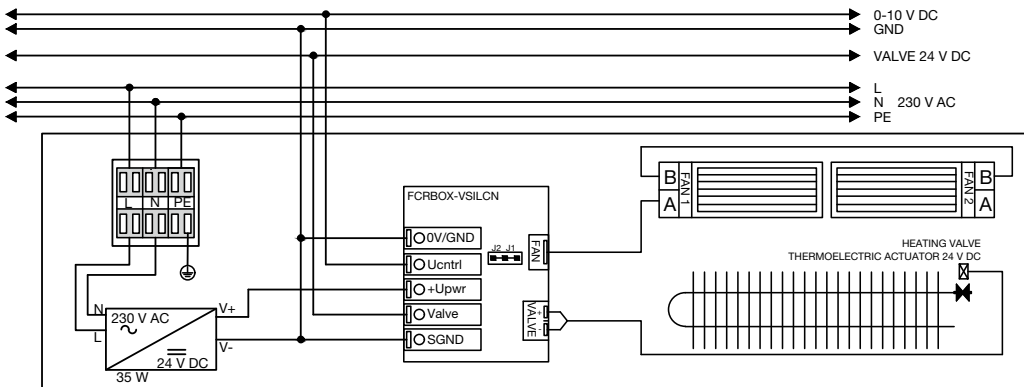 0-10 V DC
GND
VALVE 24 V DC
L
N 230 V AC
PE
L N PE
FCRBOX-VSILCN
0V/GND
Ucntrl
+Upwr
Valve
SGND
J2 J1
FAN
VALVE
+
-
B
A
FAN 1
FAN 2
B
A
HEATING VALVE
THERMOELECTRIC ACTUATOR 24 V DC
N
L
230 V AC
24 V DC
V+
V-
35 W